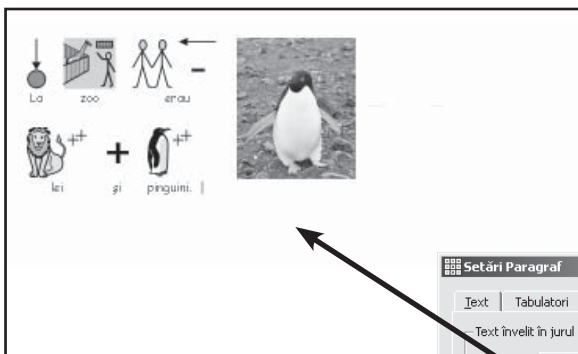 La zoo erau
lei și pinguini.
Setări Paragraf
Text Tabulatori
Text învelit în jurul